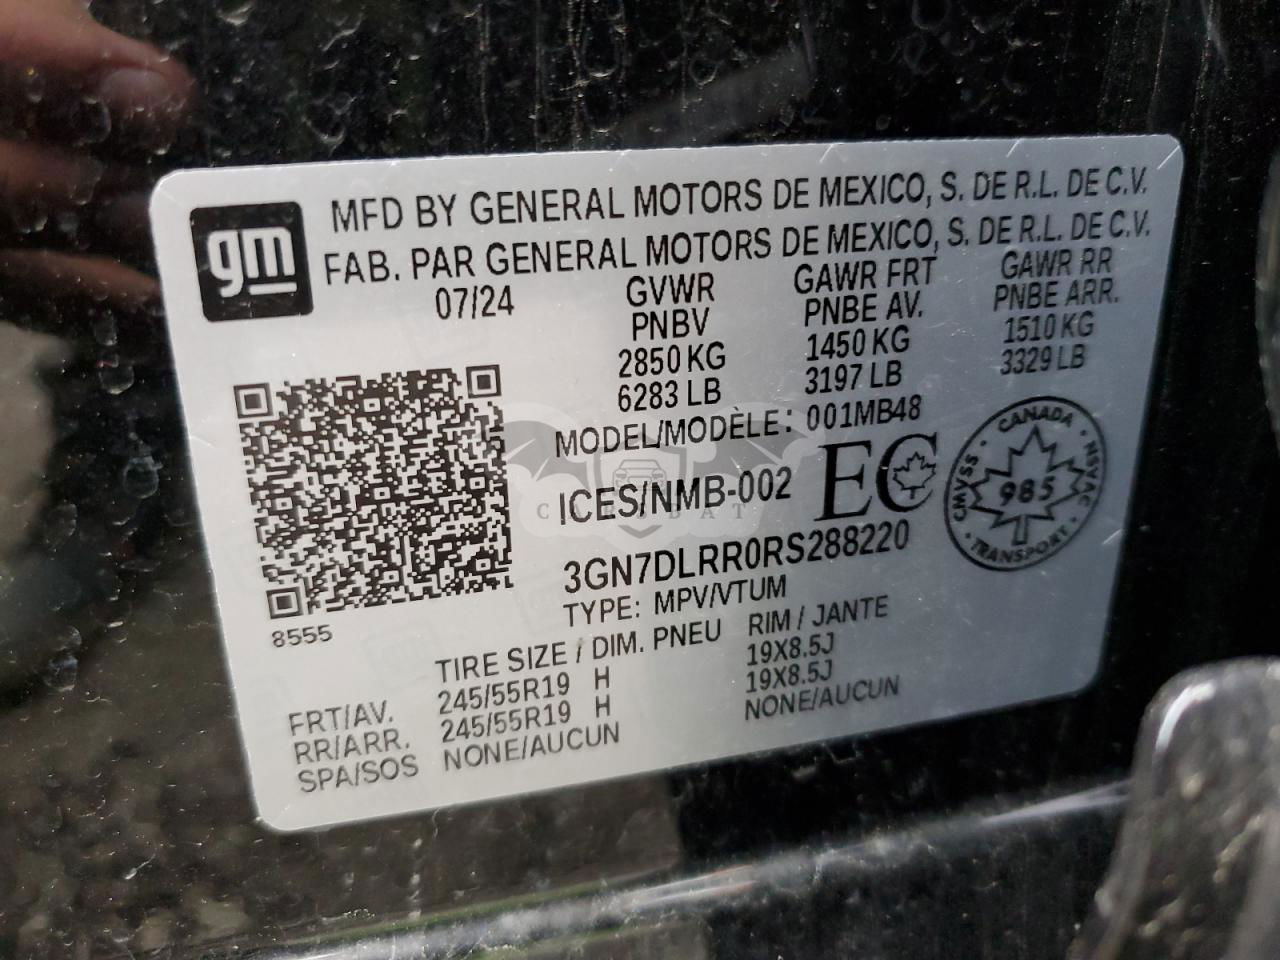 gm
MFD BY GENERAL MOTORS DE MEXICO, S. DE R.L. DE C.V.
FAB. PAR GENERAL MOTORS DE MEXICO, S. DE R.L. DE C.V.
07/24 GVWR GAWR FRT GAWR RR
PNBV PNBE AV. PNBE ARR.
2850 KG 1450 KG 1510 KG
6283 LB 3197 LB 3329 LB
MODEL/MODÈLE: 001MB48
ICES/NMB-002 EC
CANADA
CMVSS 985 NSVAC
TRANSPORT
CAROBAT
3GN7DLRR0RS288220
TYPE: MPV/VTUM
8555
TIRE SIZE / DIM. PNEU RIM / JANTE
FRT/AV. 245/55R19 H 19X8.5J
RR/ARR. 245/55R19 H 19X8.5J
SPA/SOS NONE/AUCUN NONE/AUCUN